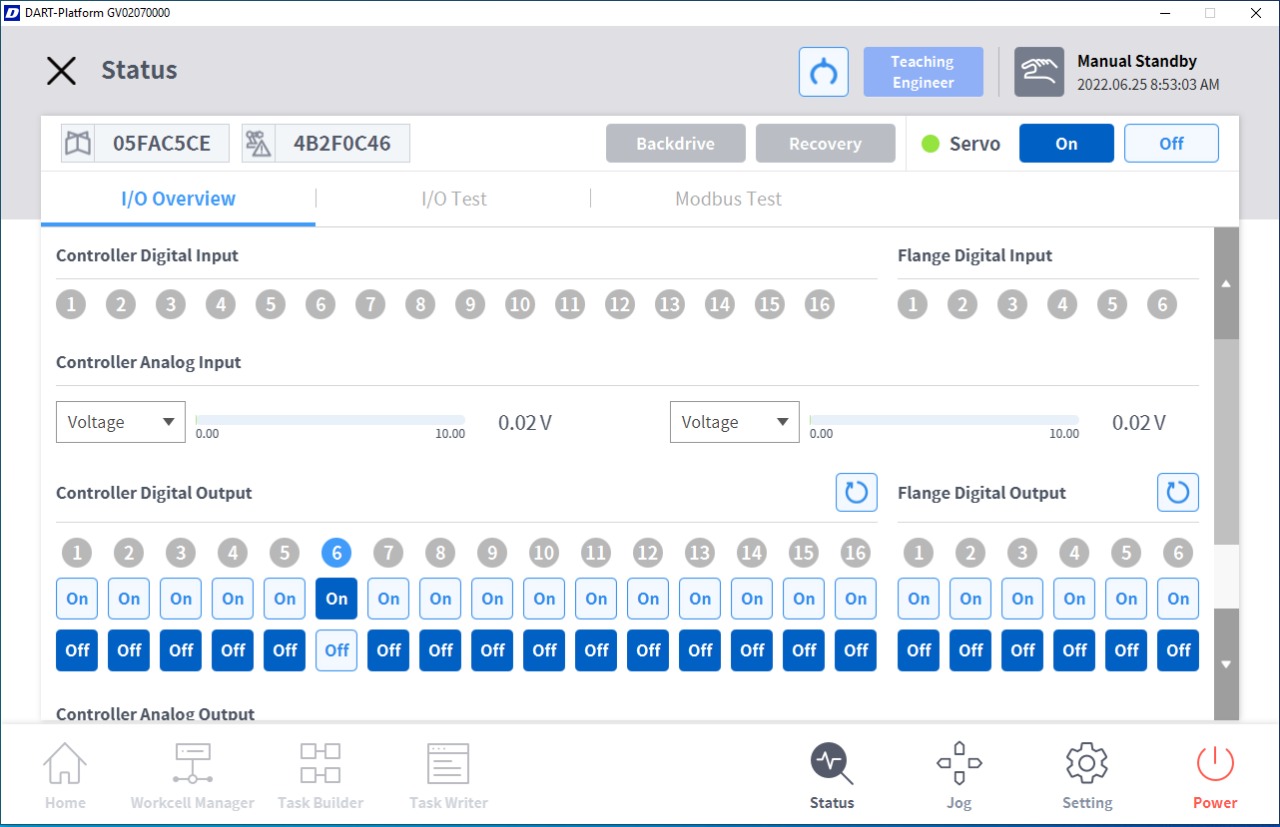 DART-Platform GV02070000
Status
Teaching
Engineer
Manual Standby
2022.06.25 8:53:03 AM
05FAC5CE
4B2F0C46
Backdrive
Recovery
Servo
On
Off
I/O Overview
I/O Test
Modbus Test
Controller Digital Input
Flange Digital Input
1 2 3 4 5 6 7 8 9 10 11 12 13 14 15 16
1 2 3 4 5 6
Controller Analog Input
Voltage
0.00
10.00
0.02 V
Voltage
0.00
10.00
0.02 V
Controller Digital Output
Flange Digital Output
1 2 3 4 5 6 7 8 9 10 11 12 13 14 15 16
1 2 3 4 5 6
On On On On On On On On On On On On On On On On
On On On On On On
Off Off Off Off Off Off Off Off Off Off Off Off Off Off Off Off
Off Off Off Off Off Off
Controller Analog Output
Home
Workcell Manager
Task Builder
Task Writer
Status
Jog
Setting
Power